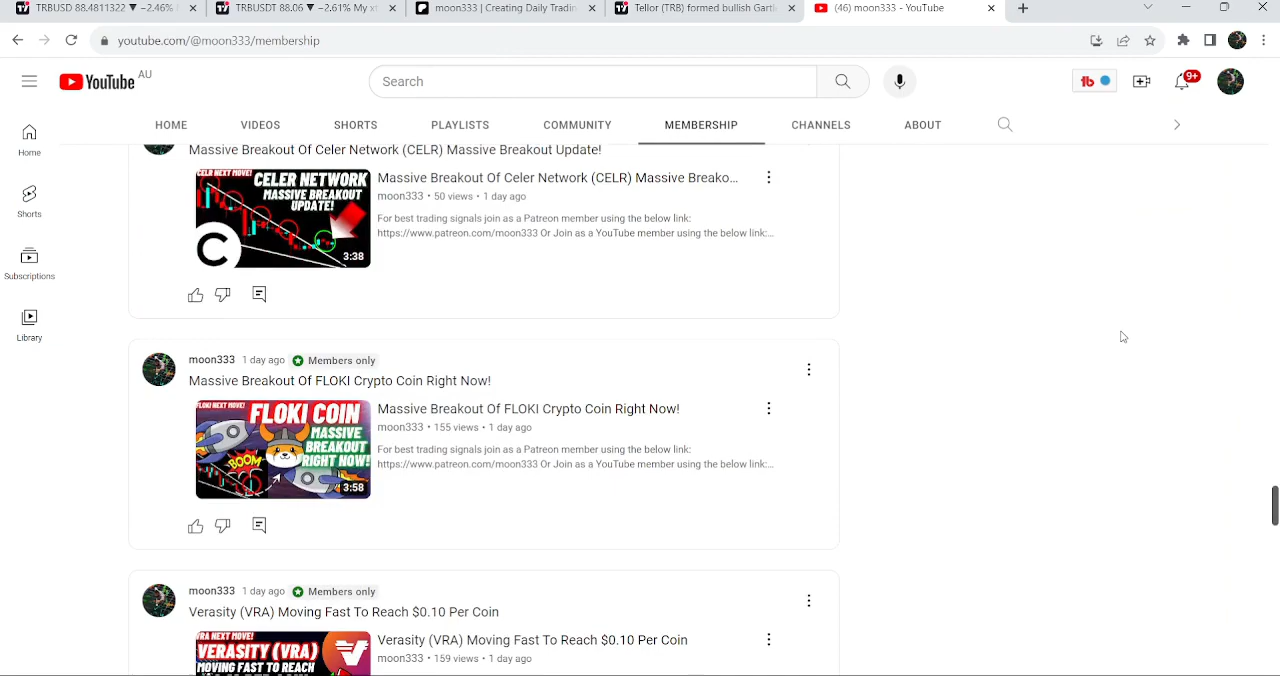 TRBUSD 88.4811322 ▼ −2.46%
TRBUSDT 88.06 ▼ −2.61% My xt
moon333 | Creating Daily Tradin
Tellor (TRB) formed bullish Gartl
(46) moon333 - YouTube
youtube.com/@moon333/membership
YouTube AU
Search
9+
HOME VIDEOS SHORTS PLAYLISTS COMMUNITY MEMBERSHIP CHANNELS ABOUT
Home
Shorts
Subscriptions
Library
Massive Breakout Of Celer Network (CELR) Massive Breakout Update!
CELR NEXT MOVE!
CELER NETWORK
MASSIVE BREAKOUT
UPDATE!
3:38
Massive Breakout Of Celer Network (CELR) Massive Breako...
moon333 • 50 views • 1 day ago
For best trading signals join as a Patreon member using the below link:
https://www.patreon.com/moon333 Or Join as a YouTube member using the below link:...
moon333 1 day ago Members only
Massive Breakout Of FLOKI Crypto Coin Right Now!
FLOKI NEXT MOVE!
FLOKI COIN
MASSIVE
BREAKOUT
RIGHT NOW!
BOOM
3:58
Massive Breakout Of FLOKI Crypto Coin Right Now!
moon333 • 155 views • 1 day ago
For best trading signals join as a Patreon member using the below link:
https://www.patreon.com/moon333 Or Join as a YouTube member using the below link:...
moon333 1 day ago Members only
Verasity (VRA) Moving Fast To Reach $0.10 Per Coin
VRA NEXT MOVE!
VERASITY (VRA)
MOVING FAST TO REACH
Verasity (VRA) Moving Fast To Reach $0.10 Per Coin
moon333 • 159 views • 1 day ago